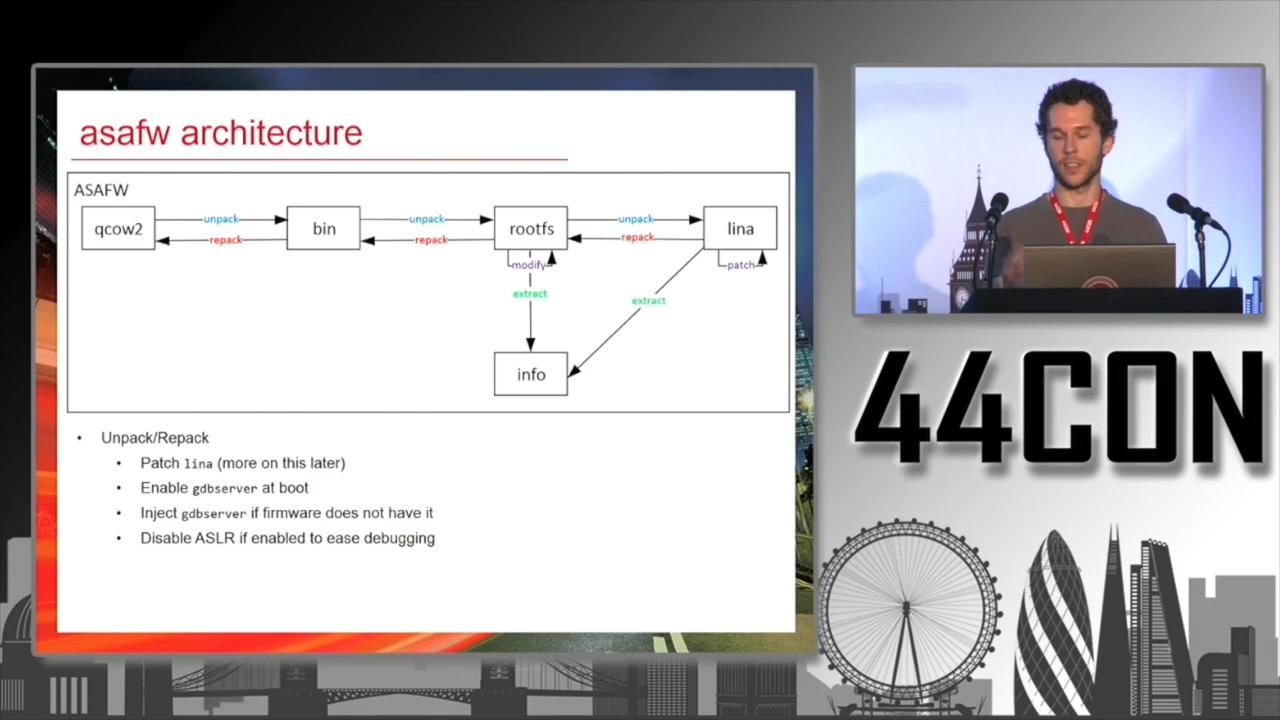 asafw architecture
ASAFW
qcow2
unpack
repack
bin
unpack
repack
rootfs
unpack
repack
lina
modify
patch
extract
extract
info
• Unpack/Repack
• Patch lina (more on this later)
• Enable gdbserver at boot
• Inject gdbserver if firmware does not have it
• Disable ASLR if enabled to ease debugging
44CON